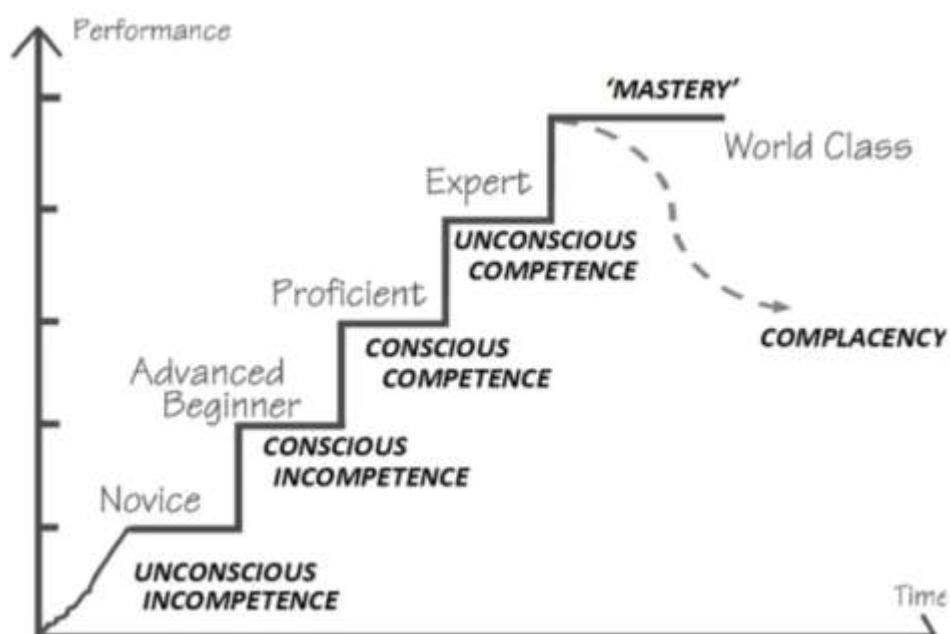 Performance
‘MASTERY’
World Class
Expert
UNCONSCIOUS
COMPETENCE
Proficient
COMPLACENCY
CONSCIOUS
COMPETENCE
Advanced
Beginner
CONSCIOUS
INCOMPETENCE
Novice
UNCONSCIOUS
INCOMPETENCE
Time